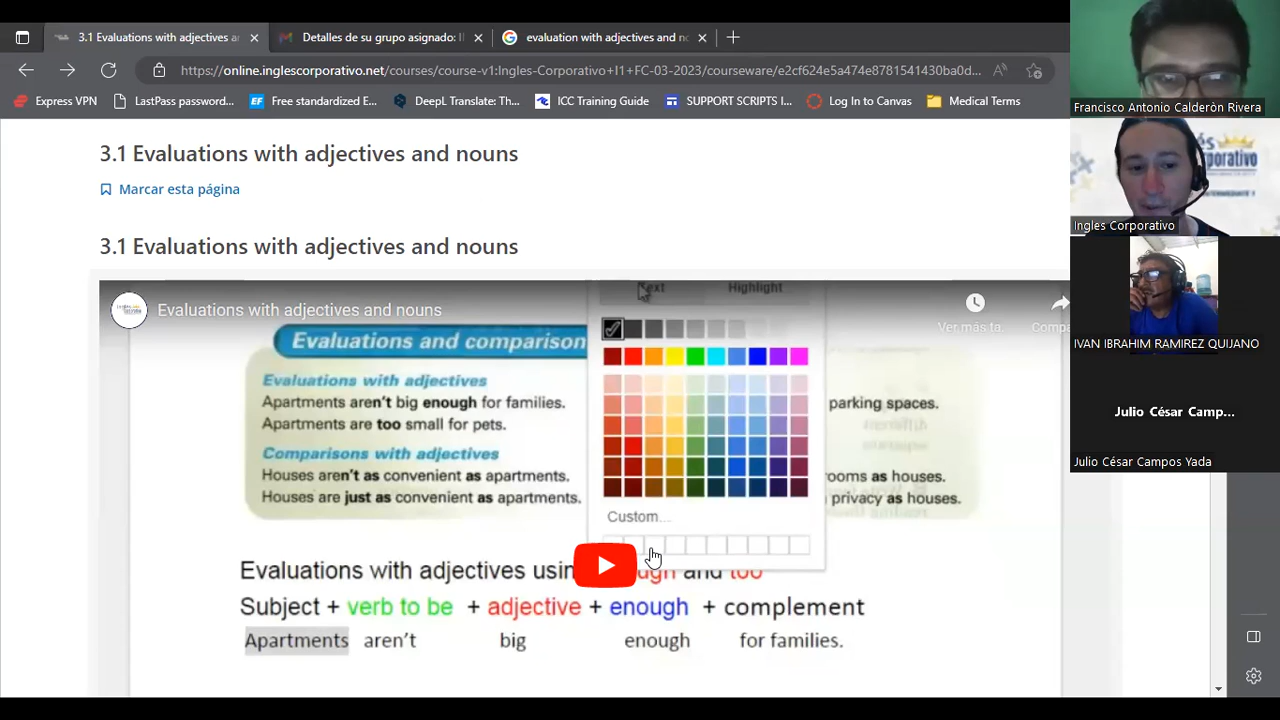 3.1 Evaluations with adjectives ar
Detalles de su grupo asignado: I
evaluation with adjectives and no
https://online.inglescorporativo.net/courses/course-v1:Ingles-Corporativo+I1+FC-03-2023/courseware/e2cf624e5a474e8781541430ba0d...
Express VPN
LastPass password...
Free standardized E...
DeepL Translate: Th...
ICC Training Guide
SUPPORT SCRIPTS I...
Log In to Canvas
Medical Terms
3.1 Evaluations with adjectives and nouns
Marcar esta página
3.1 Evaluations with adjectives and nouns
Evaluations with adjectives and nouns
Ver más ta.
Compa
Text Highlight
Custom...
Evaluations and comparison
Evaluations with adjectives
Apartments aren't big enough for families.
parking spaces.
Apartments are too small for pets.
Comparisons with adjectives
Houses aren't as convenient as apartments.
rooms as houses.
Houses are just as convenient as apartments.
privacy as houses.
Evaluations with adjectives using and too
Subject + verb to be + adjective + enough + complement
Apartments aren't big enough for families.
Francisco Antonio Calderòn Rivera
és
rporativo
Ingles Corporativo
IVAN IBRAHIM RAMIREZ QUIJANO
Julio César Camp...
Julio César Campos Yada